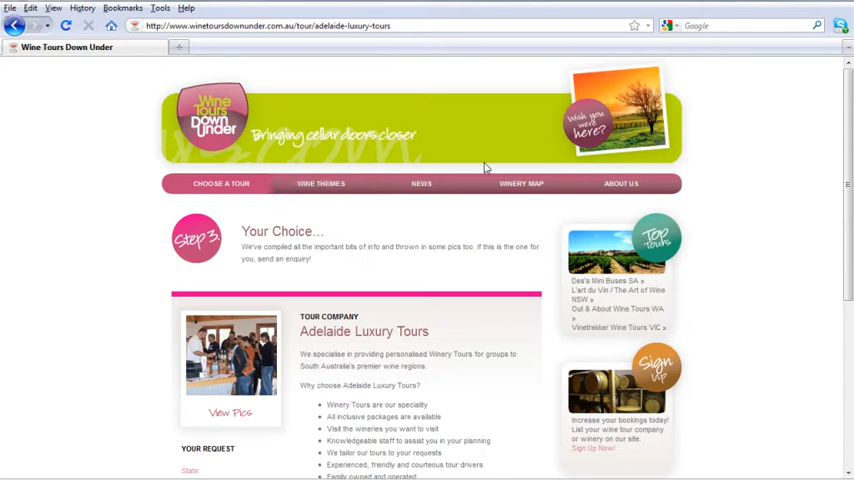 File Edit View History Bookmarks Tools Help
http://www.winetoursdownunder.com.au/tour/adelaide-luxury-tours
Google
Wine Tours Down Under
Wine
Tours
Down
Under
Bringing cellar doors closer
Wish you
were
here?
CHOOSE A TOUR WINE THEMES NEWS WINERY MAP ABOUT US
Step 3.
Your Choice...
We've compiled all the important bits of info and thrown in some pics too. If this is the one for
you, send an enquiry!
Top
Tours
Des's Mini Buses SA »
L'art du Vin / The Art of Wine
NSW »
Out & About Wine Tours WA
»
Vinetrekker Wine Tours VIC »
TOUR COMPANY
Adelaide Luxury Tours
We specialise in providing personalised Winery Tours for groups to
South Australia's premier wine regions.
Why choose Adelaide Luxury Tours?
Winery Tours are our speciality
All inclusive packages are available
Visit the wineries you want to visit
Knowledgeable staff to assist you in your planning
We tailor our tours to your requests
Experienced, friendly and courteous tour drivers
Family owned and operated
View Pics
YOUR REQUEST
State:
Sign
Up
Increase your bookings today!
List your wine tour company
or winery on our site.
Sign Up Now!